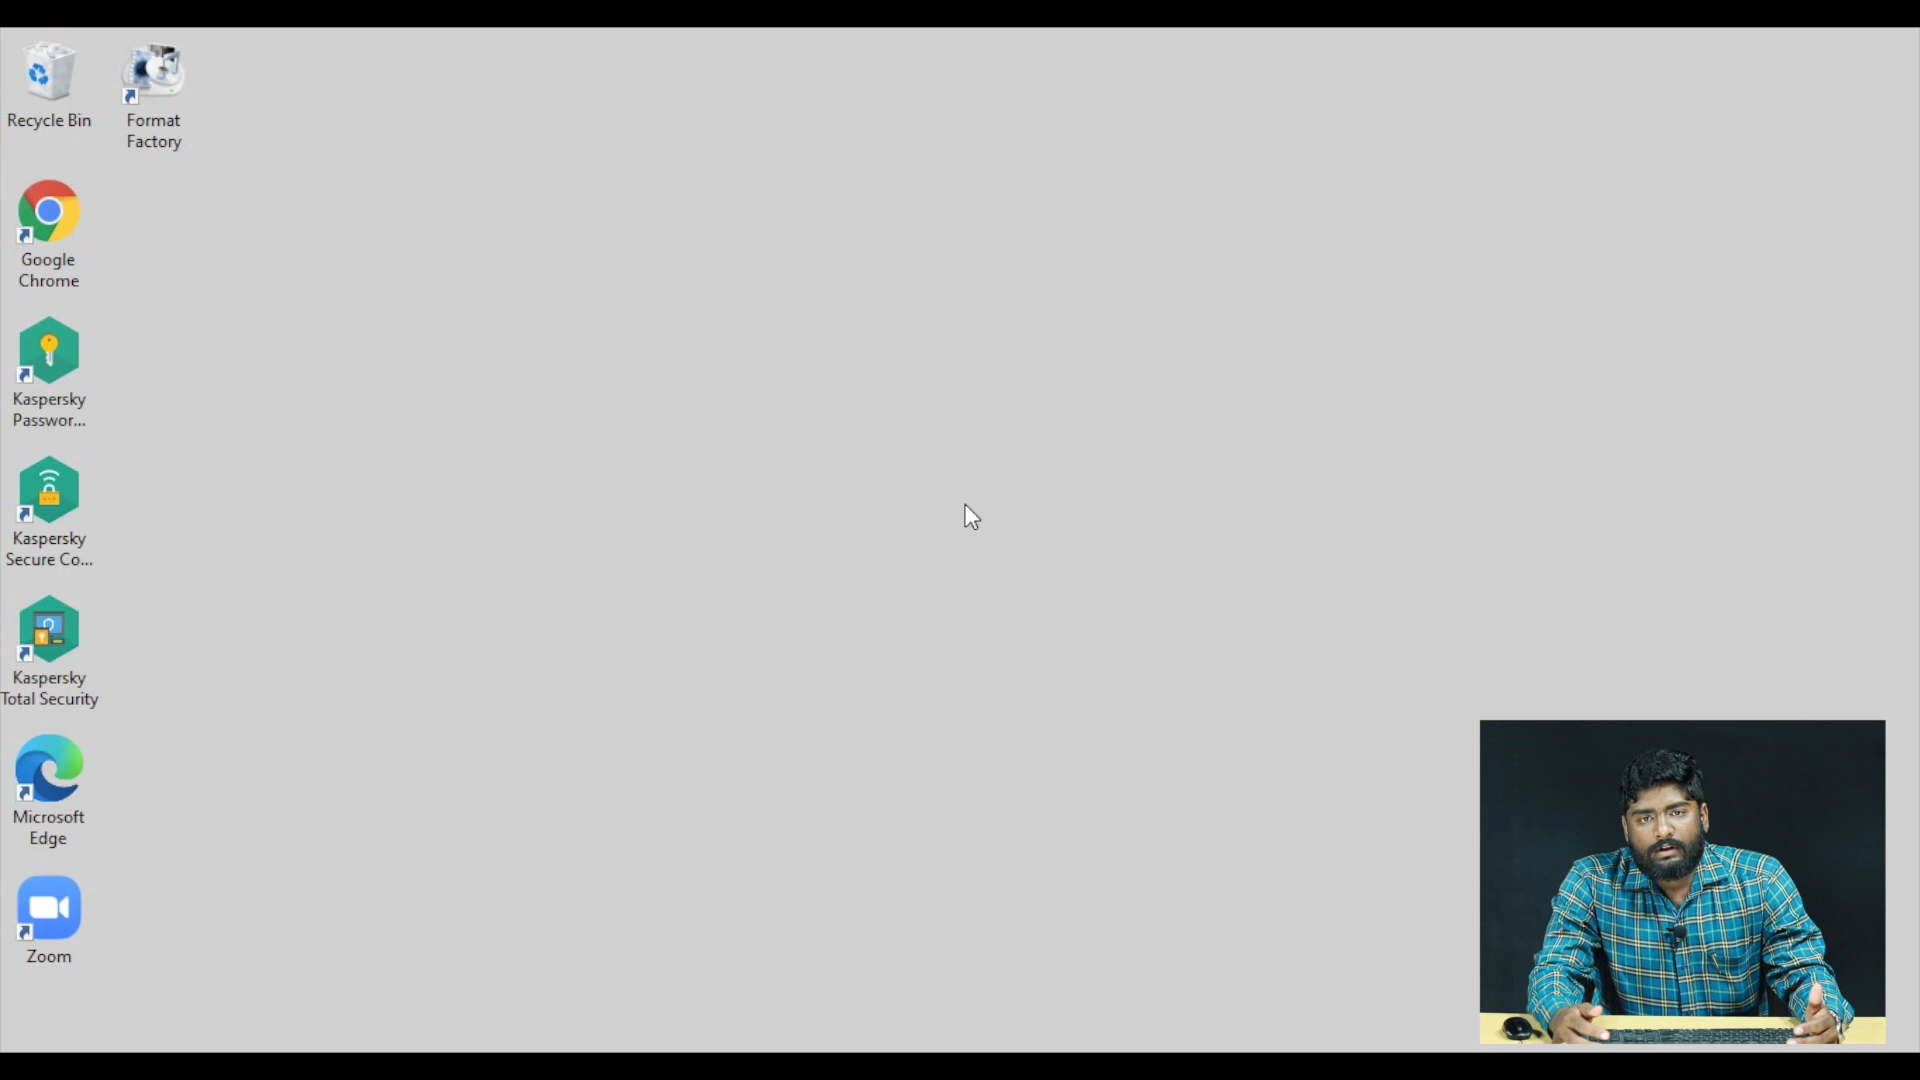 Recycle Bin
Format
Factory
Google
Chrome
Kaspersky
Passwor...
Kaspersky
Secure Co...
Kaspersky
Total Security
Microsoft
Edge
Zoom